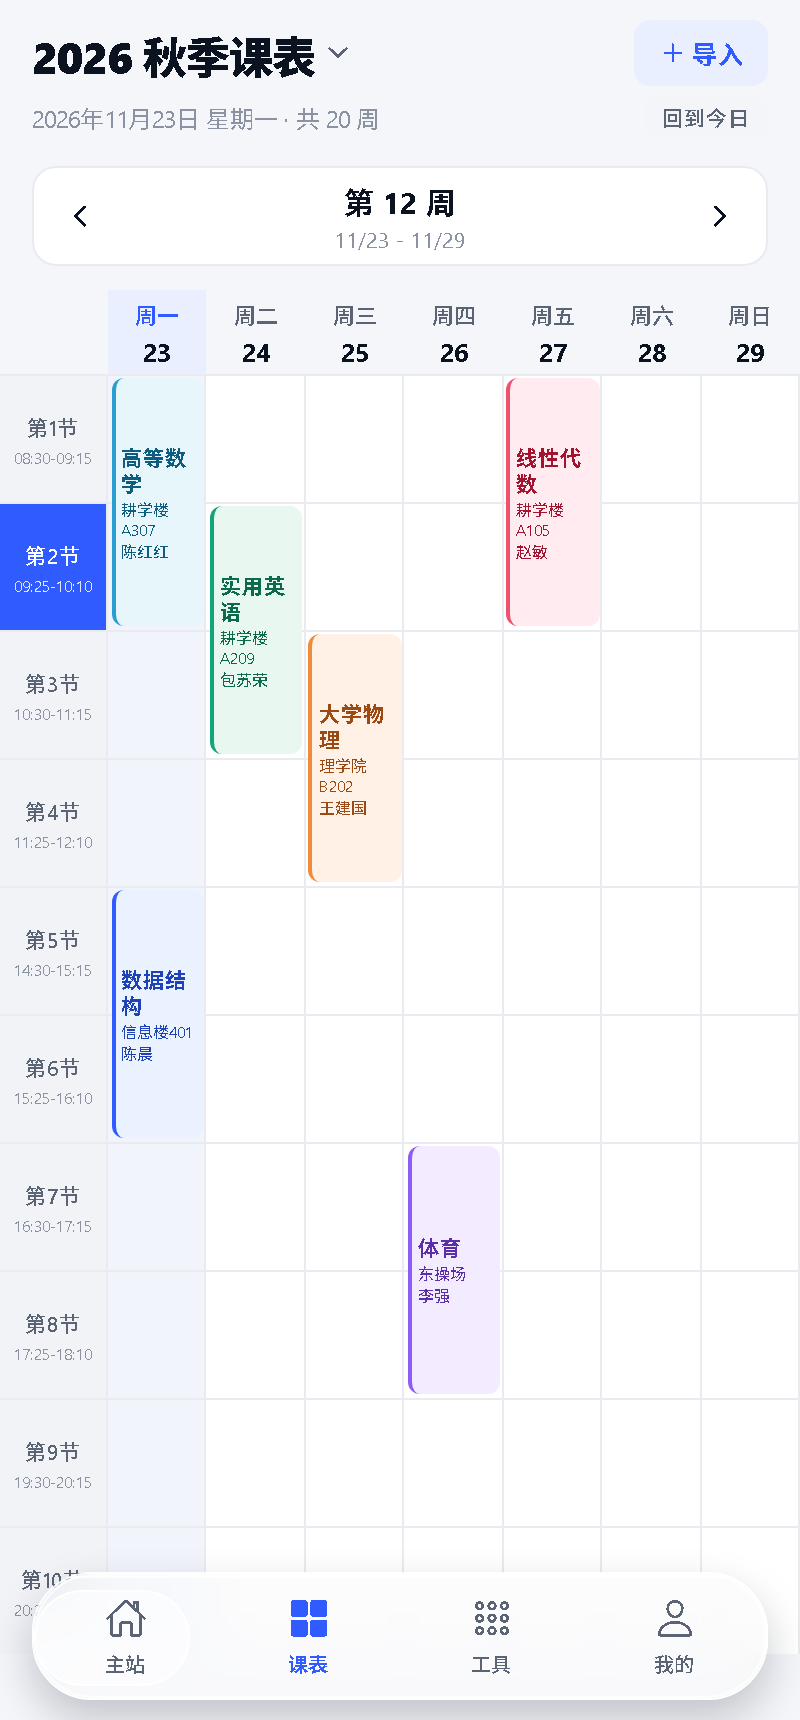 2026 秋季课表
+ 导入
2026年11月23日 星期一 · 共 20 周
回到今日
第 12 周
11/23 - 11/29
周一 周二 周三 周四 周五 周六 周日
23 24 25 26 27 28 29
第1节
08:30-09:15
高等数
学
耕学楼
A307
陈红红
线性代
数
耕学楼
A105
赵敏
第2节
09:25-10:10
实用英
语
耕学楼
A209
包苏荣
第3节
10:30-11:15
大学物
理
理学院
B202
王建国
第4节
11:25-12:10
第5节
14:30-15:15
数据结
构
信息楼401
陈晨
第6节
15:25-16:10
第7节
16:30-17:15
体育
东操场
李强
第8节
17:25-18:10
第9节
19:30-20:15
第10节
主站
课表
工具
我的